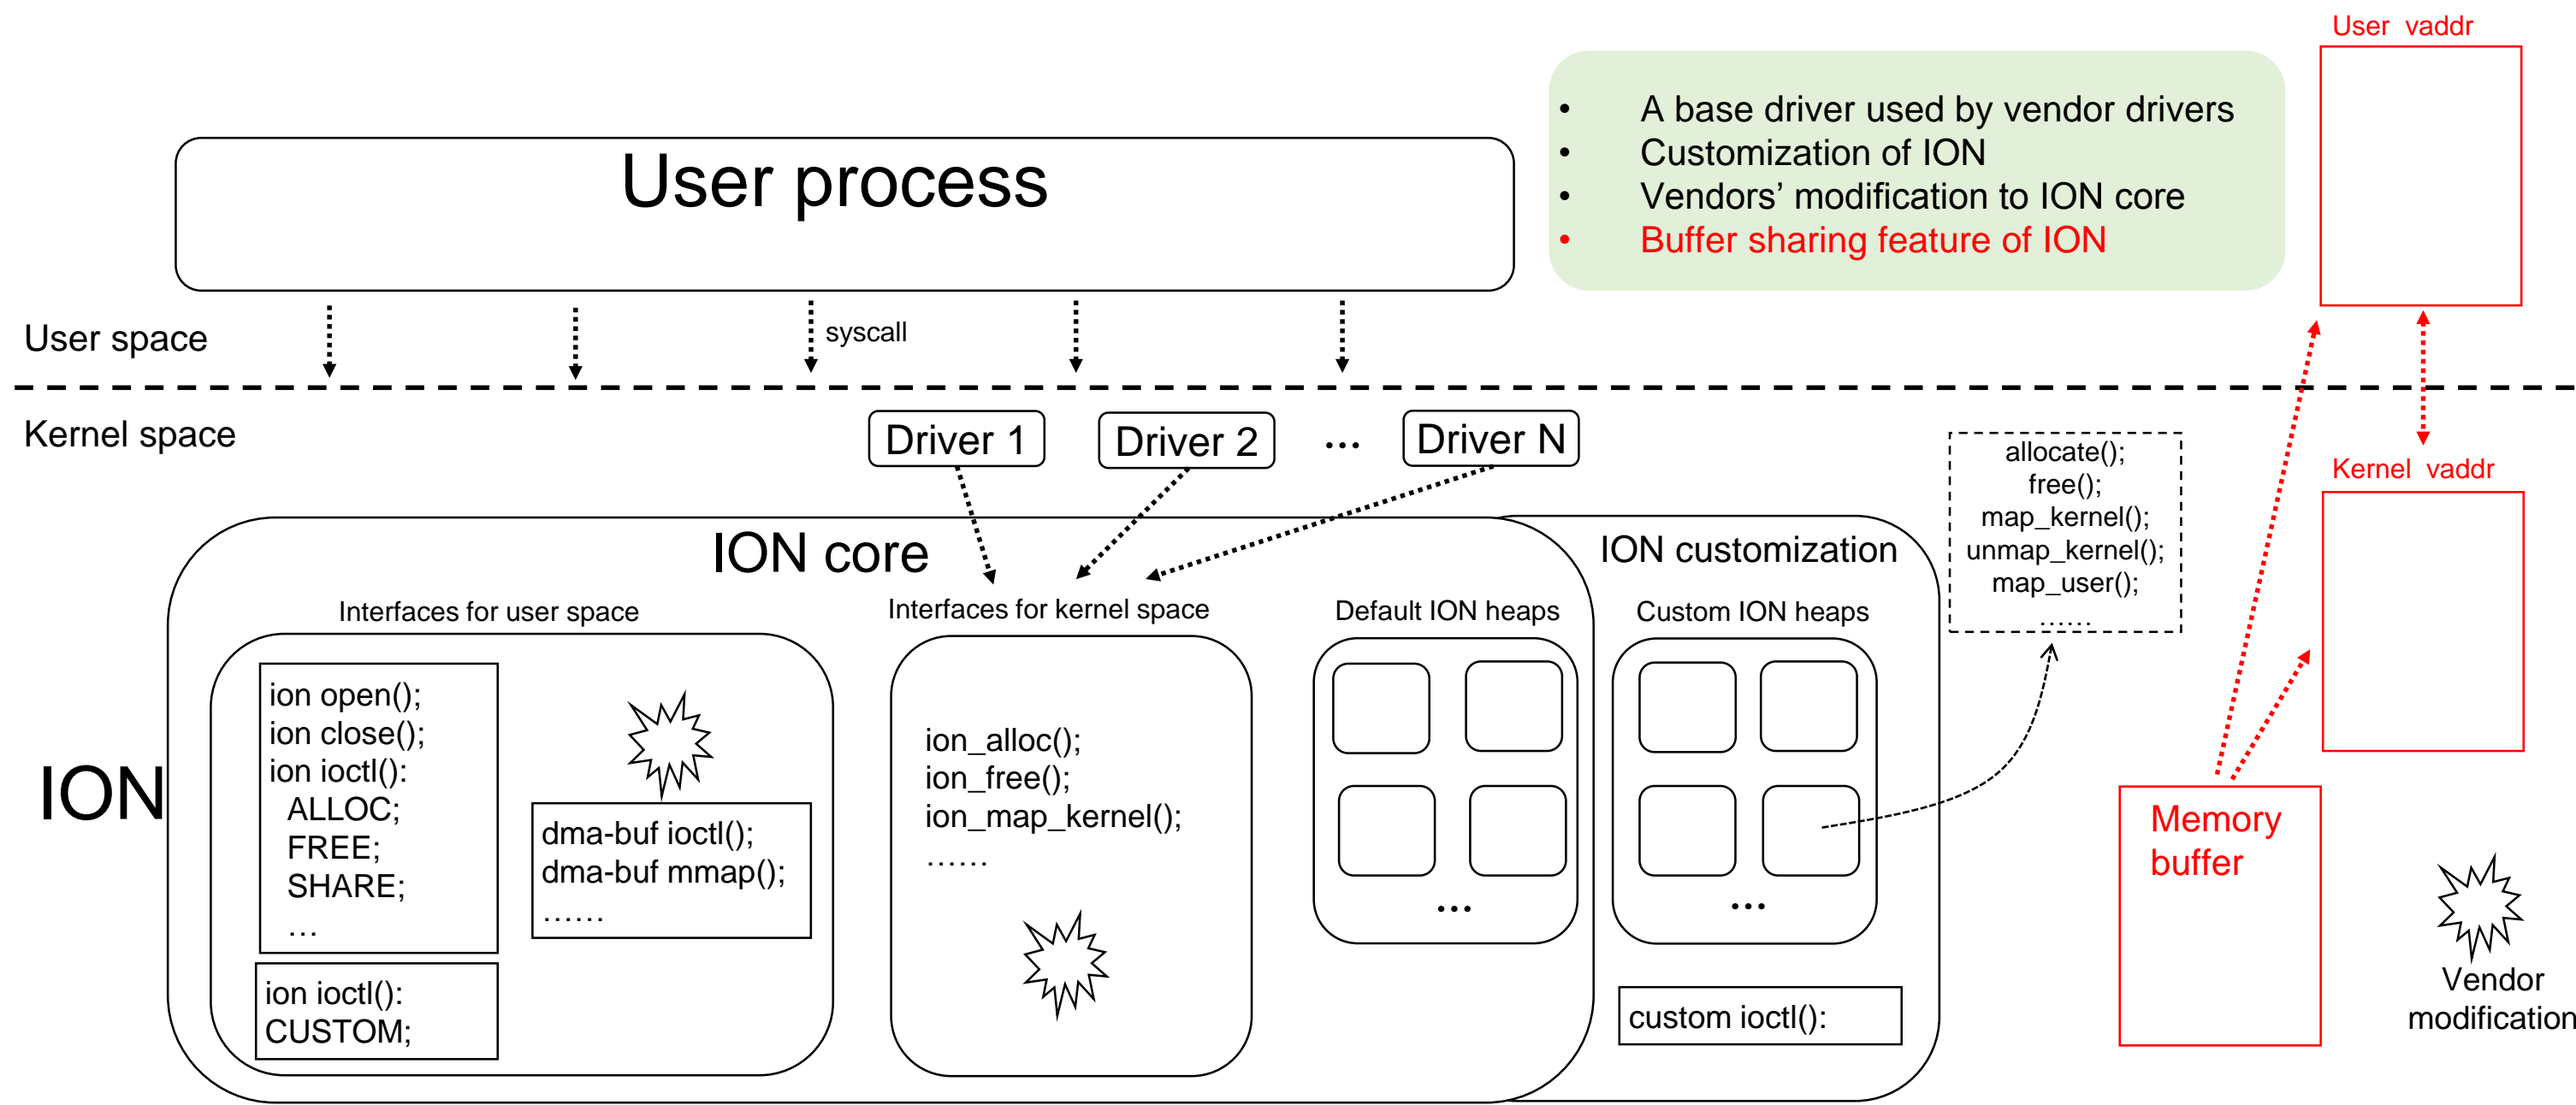 User vaddr
• A base driver used by vendor drivers
• Customization of ION
• Vendors’ modification to ION core
• Buffer sharing feature of ION
User process
User space
syscall
Kernel space
Driver 1
Driver 2
...
Driver N
allocate();
free();
map_kernel();
unmap_kernel();
map_user();
……
Kernel vaddr
ION
ION core
ION customization
Interfaces for user space
Interfaces for kernel space
Default ION heaps
Custom ION heaps
ion open();
ion close();
ion ioctl():
ALLOC;
FREE;
SHARE;
…
ion ioctl():
CUSTOM;
dma-buf ioctl();
dma-buf mmap();
……
ion_alloc();
ion_free();
ion_map_kernel();
……
...
...
custom ioctl():
Memory
buffer
Vendor
modification